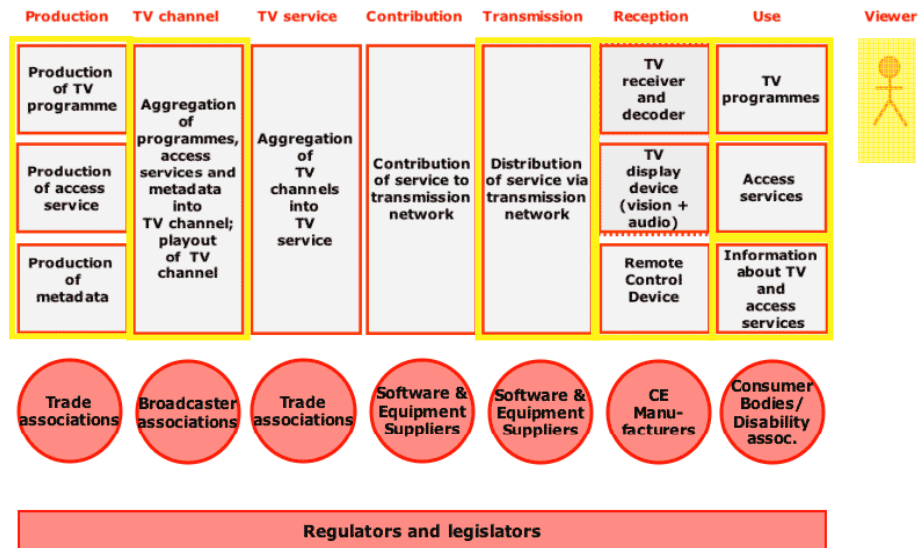 Production TV channel TV service Contribution Transmission Reception Use Viewer
Production
of TV
programme
Production
of access
service
Production
of
metadata
Aggregation
of
programmes,
access
services and
metadata
into
TV channel;
playout
of TV
channel
Aggregation
of
TV
channels
into
TV
service
Contribution
of service to
transmission
network
Distribution
of service via
transmission
network
TV
receiver
and
decoder
TV
display
device
(vision +
audio)
Remote
Control
Device
TV
programmes
Access
services
Information
about TV
and
access
services
Trade
associations
Broadcaster
associations
Trade
associations
Software &
Equipment
Suppliers
Software &
Equipment
Suppliers
CE
Manu-
facturers
Consumer
Bodies/
Disability
assoc.
Regulators and legislators